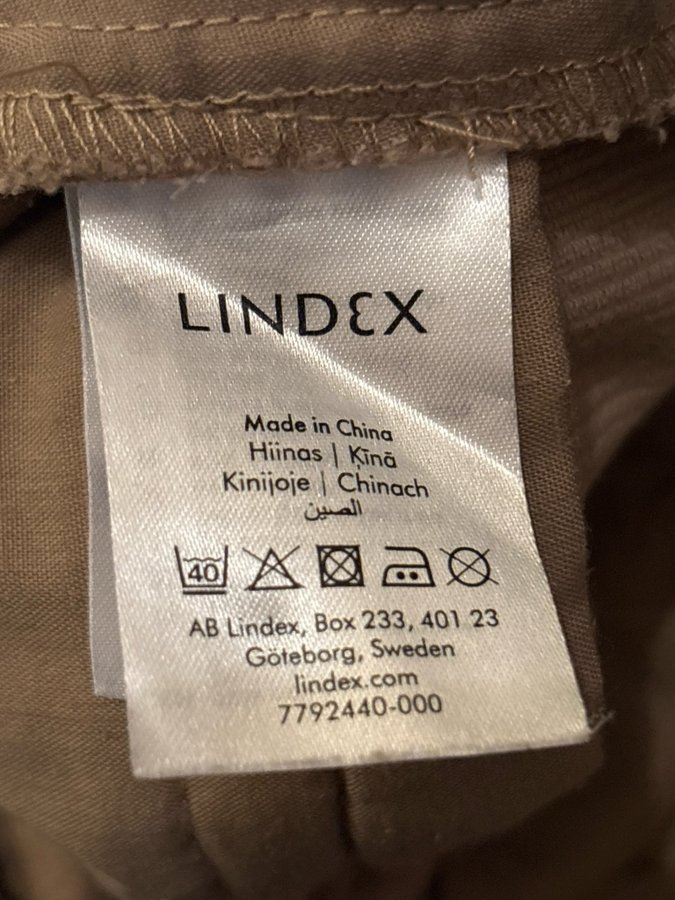 LINDEX
Made in China
Hiinas | Ķīnā
Kinijoje | Chinach
الصين
40
AB Lindex, Box 233, 401 23
Göteborg, Sweden
lindex.com
7792440-000